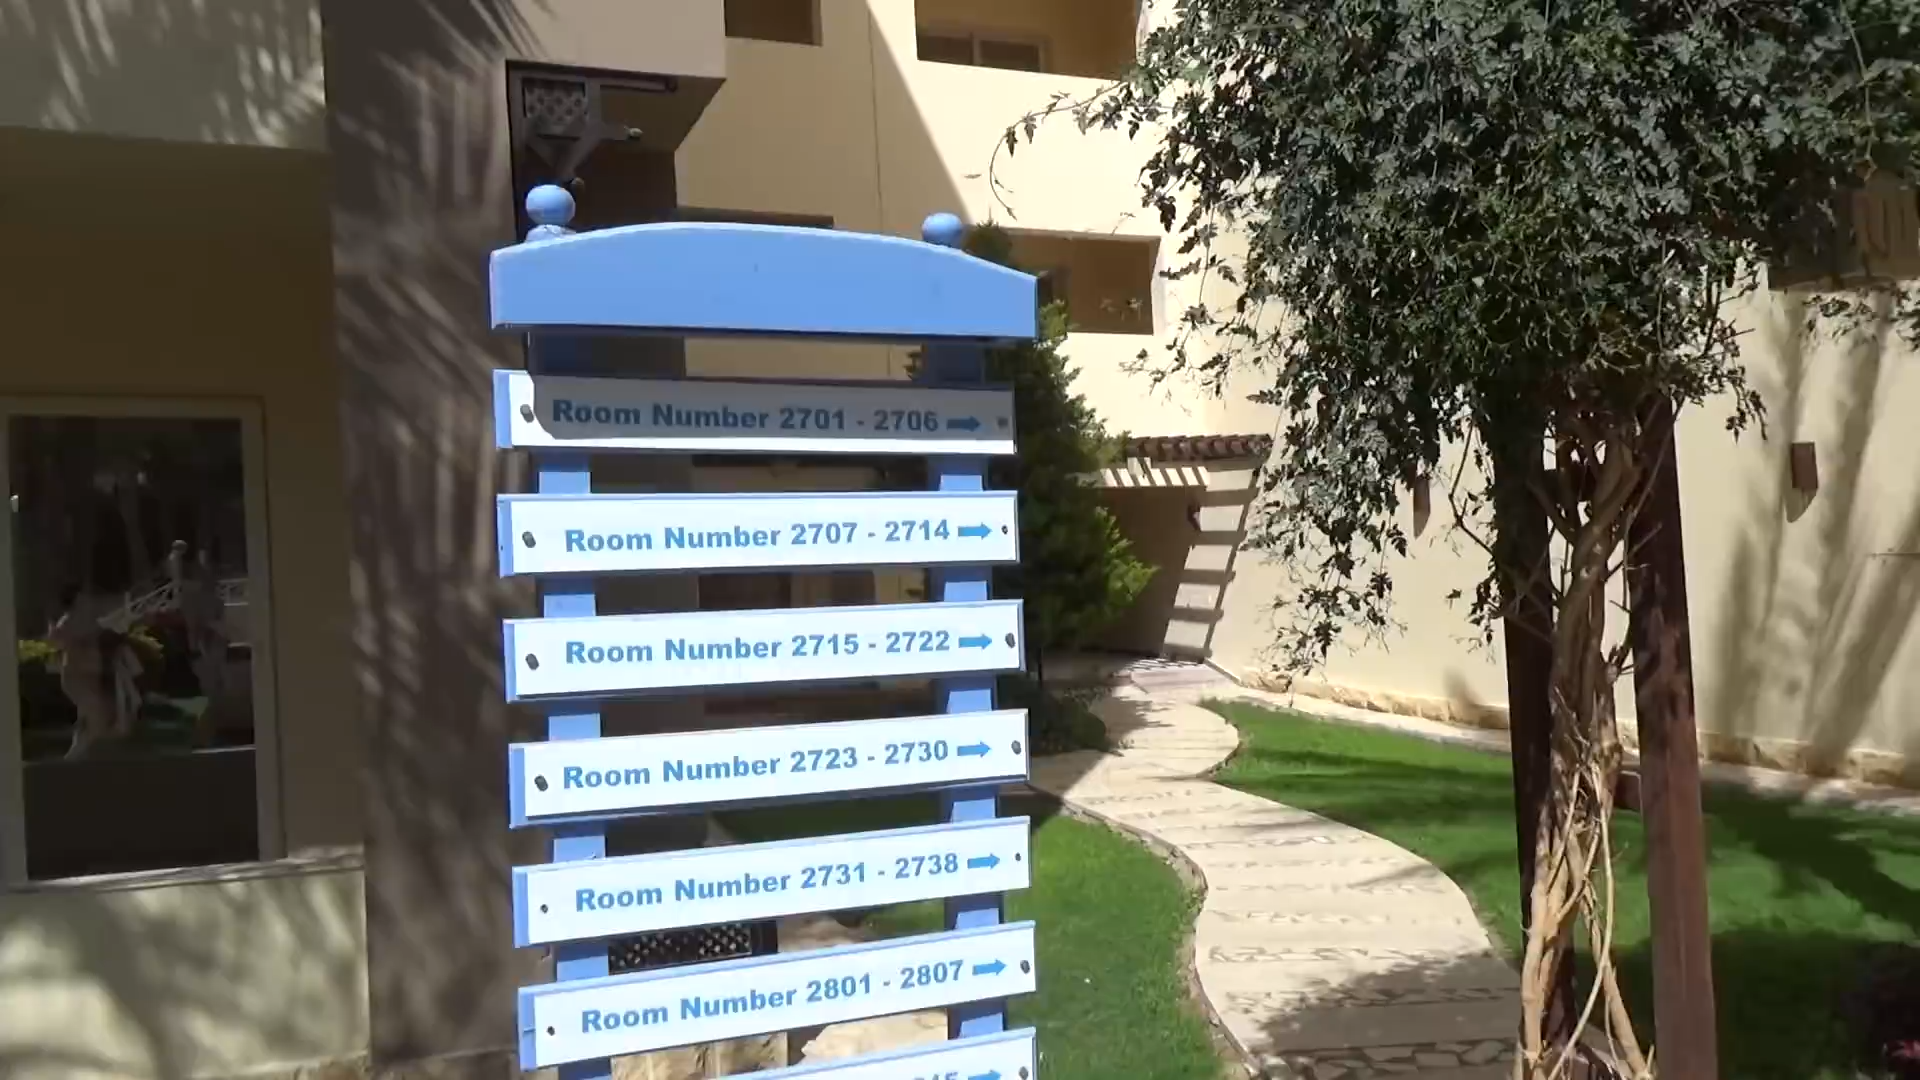 Room Number 2701 - 2706 ➡
Room Number 2707 - 2714 ➡
Room Number 2715 - 2722 ➡
Room Number 2723 - 2730 ➡
Room Number 2731 - 2738 ➡
Room Number 2801 - 2807 ➡